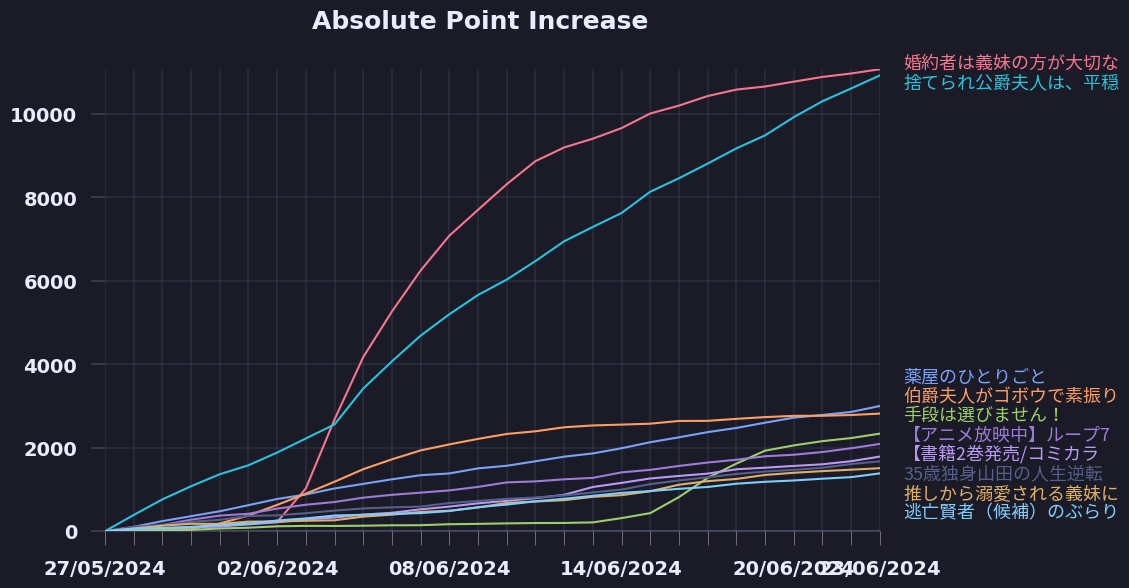 Absolute Point Increase
婚約者は義妹の方が大切な
捨てられ公爵夫人は、平穏
10000
8000
6000
4000
薬屋のひとりごと
伯爵夫人がゴボウで素振り
手段は選びません！
【アニメ放映中】ループ7
【書籍2巻発売/コミカラ
2000
35歳独身山田の人生逆転
推しから溺愛される義妹に
逃亡賢者（候補）のぶらり
0
27/05/2024 02/06/2024 08/06/2024 14/06/2024 20/06/2024 23/06/2024